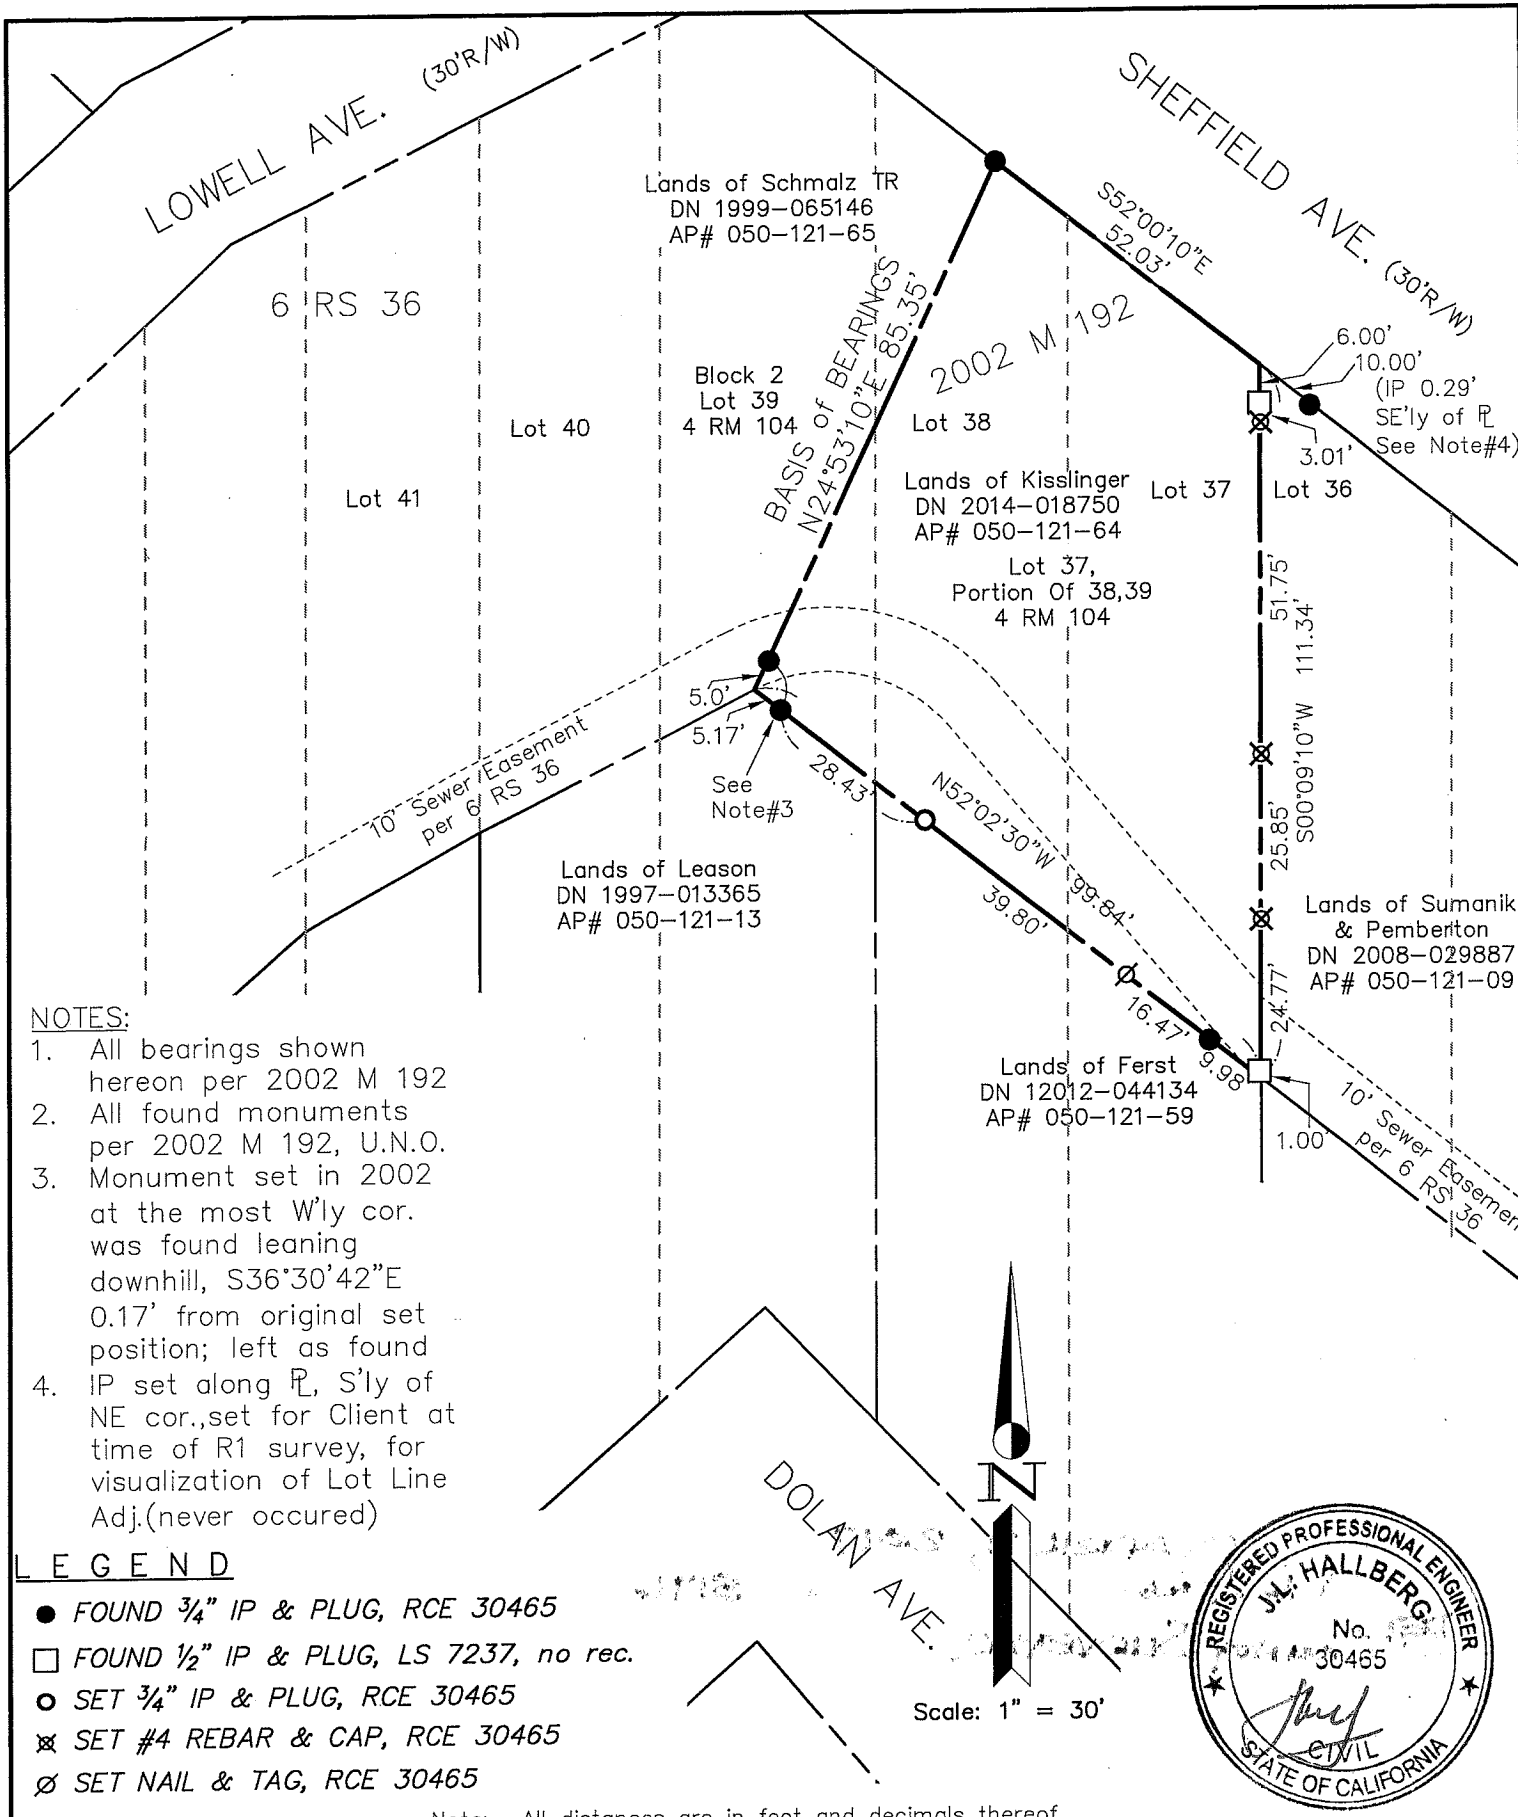 LOWELL AVE. (30'R/W)
SHEFFIELD AVE. (30'R/W)
Lands of Schmalz TR
DN 1999-065146
AP# 050-121-65
S52°00'10"E
52.03'
6 RS 36
BASIS of BEARINGS
N24°53'10"E 85.35'
2002 M 192
6.00'
10.00'
(IP 0.29'
SE'ly of PL
See Note#4)
3.01'
Block 2
Lot 39
4 RM 104
Lot 38
Lot 40
Lot 41
Lands of Kisslinger
DN 2014-018750
AP# 050-121-64
Lot 37
Lot 36
Lot 37,
Portion Of 38,39
4 RM 104
51.75'
S00°09'10"W 111.34'
25.85'
24.77'
5.0'
5.17'
28.43'
See
Note#3
10' Sewer Easement
per 6 RS 36
N52°02'30"W 99.84'
39.80'
16.47'
9.98'
1.00'
Lands of Leason
DN 1997-013365
AP# 050-121-13
Lands of Sumanik
& Pemberton
DN 2008-029887
AP# 050-121-09
Lands of Ferst
DN 12012-044134
AP# 050-121-59
10' Sewer Easement
per 6 RS 36
NOTES:
1. All bearings shown
hereon per 2002 M 192
2. All found monuments
per 2002 M 192, U.N.O.
3. Monument set in 2002
at the most W'ly cor.
was found leaning
downhill, S36°30'42"E
0.17' from original set
position; left as found
4. IP set along PL, S'ly of
NE cor.,set for Client at
time of R1 survey, for
visualization of Lot Line
Adj.(never occured)
N
DOLAN AVE.
Scale: 1" = 30'
LEGEND
FOUND 3/4" IP & PLUG, RCE 30465
FOUND 1/2" IP & PLUG, LS 7237, no rec.
SET 3/4" IP & PLUG, RCE 30465
SET #4 REBAR & CAP, RCE 30465
SET NAIL & TAG, RCE 30465
REGISTERED PROFESSIONAL ENGINEER
J.L. HALLBERG
No.
30465
CIVIL
STATE OF CALIFORNIA
Note: All distances are in feet and decimals thereof